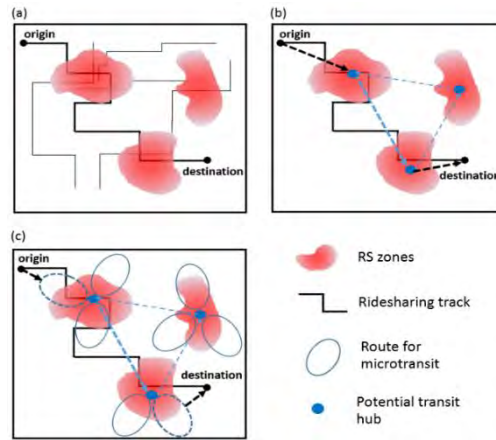 (a)
origin
destination
(b)
origin
destination
(c)
origin
destination
RS zones
Ridesharing track
Route for
microtransit
Potential transit
hub